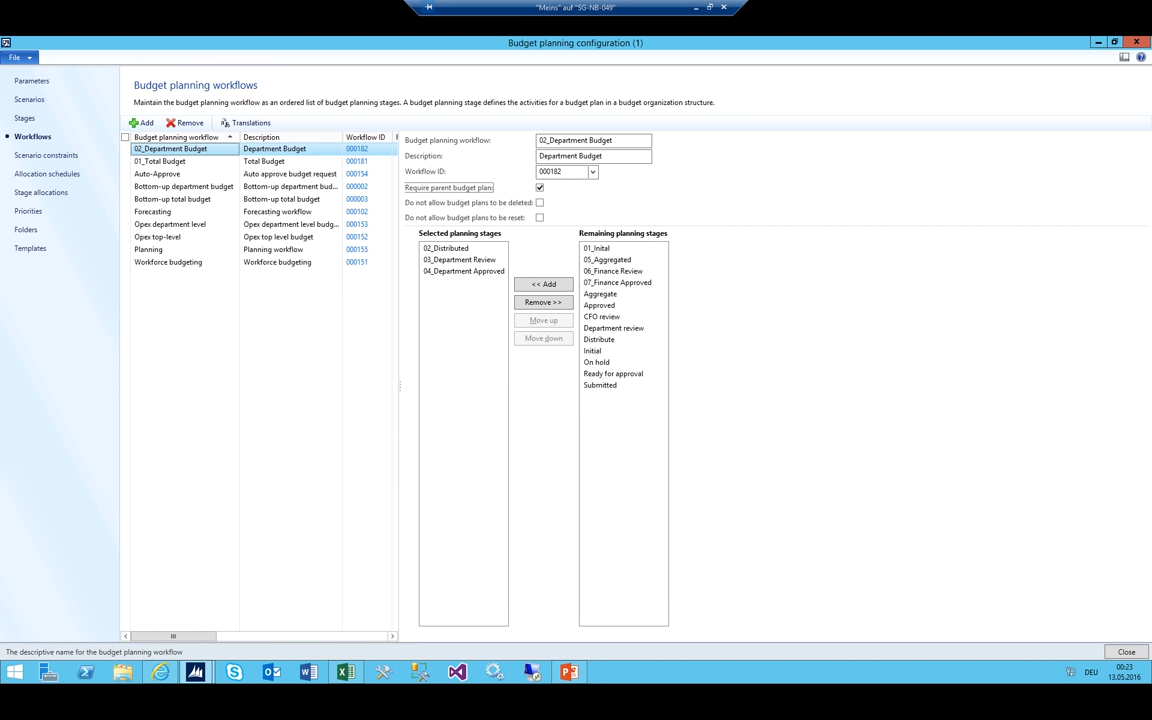 "Meins" auf "SG-NB-049"
Budget planning configuration (1)
File
Parameters
Scenarios
Stages
Workflows
Scenario constraints
Allocation schedules
Stage allocations
Priorities
Folders
Templates
Budget planning workflows
Maintain the budget planning workflow as an ordered list of budget planning stages. A budget planning stage defines the activities for a budget plan in a budget organization structure.
Add Remove Translations
Budget planning workflow Description Workflow ID
02_Department Budget Department Budget 000182
01_Total Budget Total Budget 000181
Auto-Approve Auto approve budget request 000154
Bottom-up department budget Bottom-up department bud... 000002
Bottom-up total budget Bottom-up total budget 000003
Forecasting Forecasting workflow 000102
Opex department level Opex department level budg... 000153
Opex top-level Opex top level budget 000152
Planning Planning workflow 000155
Workforce budgeting Workforce budgeting 000151
Budget planning workflow: 02_Department Budget
Description: Department Budget
Workflow ID: 000182
Require parent budget plan:
Do not allow budget plans to be deleted:
Do not allow budget plans to be reset:
Selected planning stages
02_Distributed
03_Department Review
04_Department Approved
<< Add
Remove >>
Move up
Move down
Remaining planning stages
01_Inital
05_Aggregated
06_Finance Review
07_Finance Approved
Aggregate
Approved
CFO review
Department review
Distribute
Initial
On hold
Ready for approval
Submitted
The descriptive name for the budget planning workflow
Close
DEU
00:23
13.05.2016